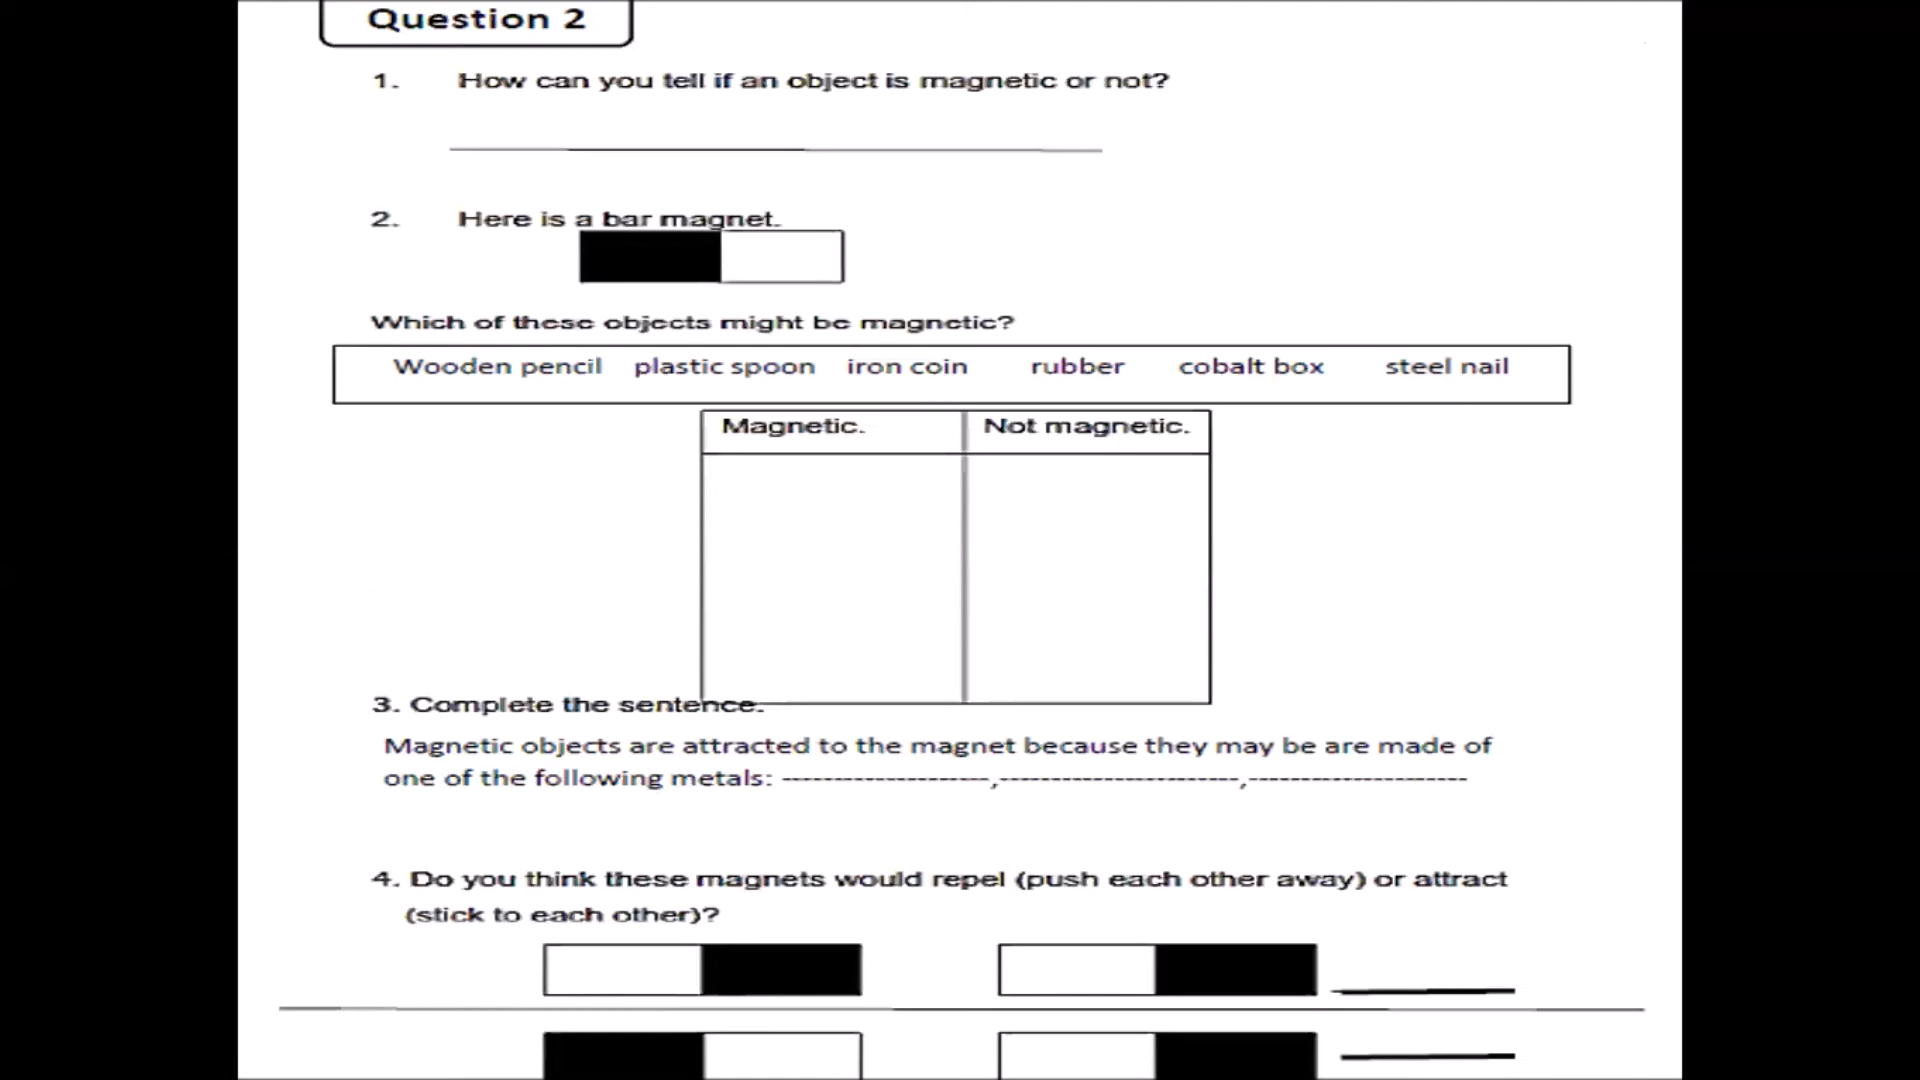 Question 2
1. How can you tell if an object is magnetic or not?
2. Here is a bar magnet.
Which of these objects might be magnetic?
Wooden pencil plastic spoon iron coin rubber cobalt box steel nail
Magnetic. Not magnetic.
3. Complete the sentence.
Magnetic objects are attracted to the magnet because they may be are made of
one of the following metals: --------------------,-----------------------,---------------------
4. Do you think these magnets would repel (push each other away) or attract
(stick to each other)?